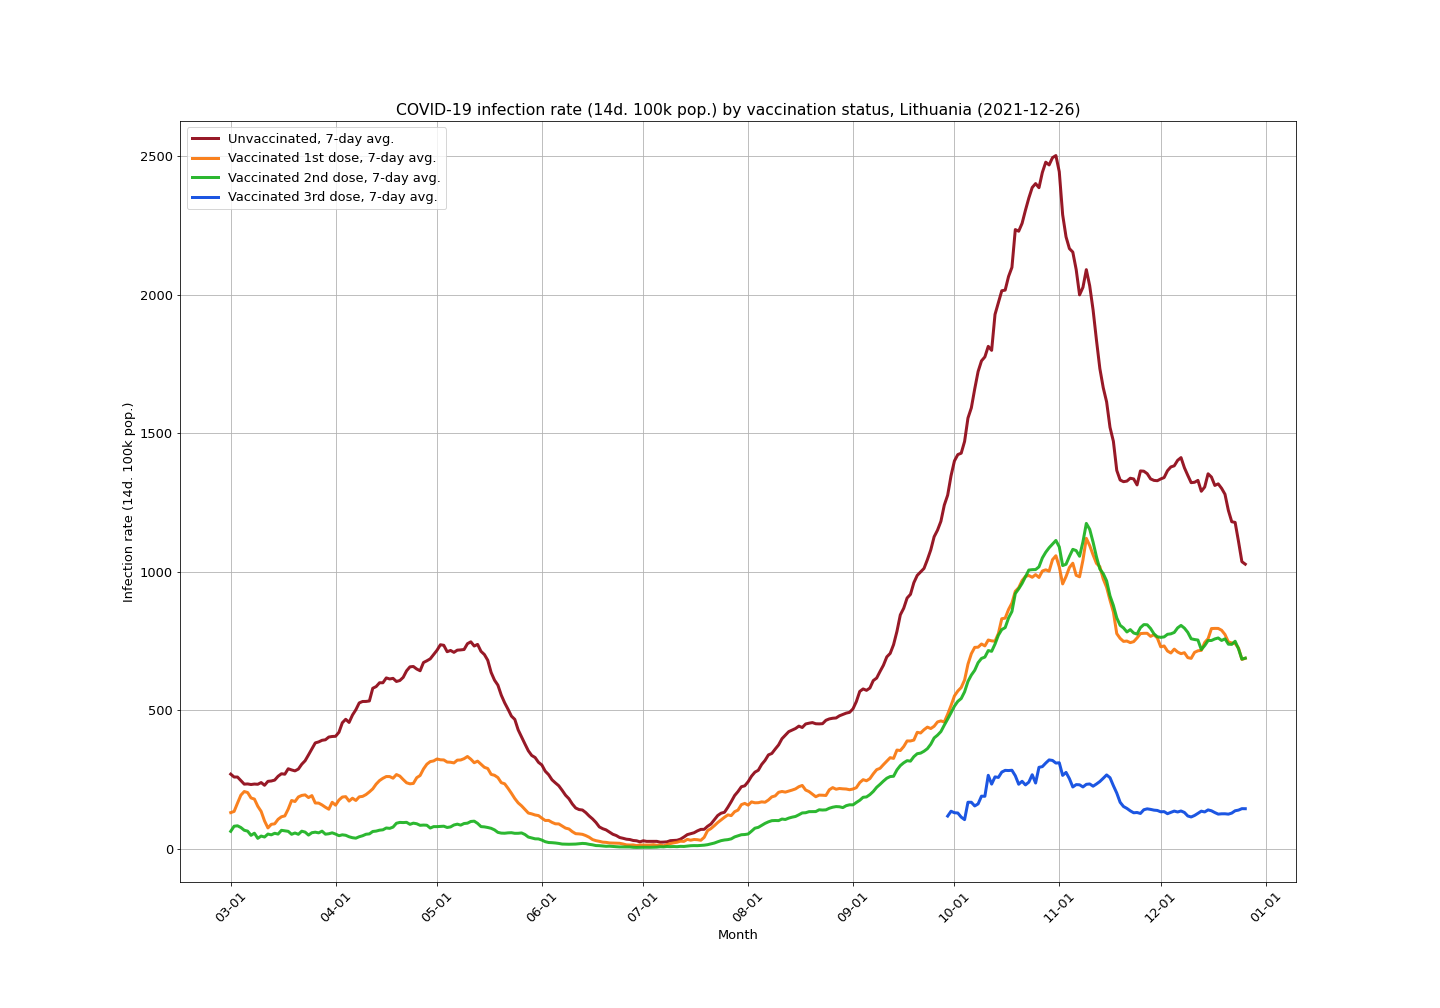 COVID-19 infection rate (14d. 100k pop.) by vaccination status, Lithuania (2021-12-26)
Unvaccinated, 7-day avg.
Vaccinated 1st dose, 7-day avg.
Vaccinated 2nd dose, 7-day avg.
Vaccinated 3rd dose, 7-day avg.
Infection rate (14d. 100k pop.)
2500
2000
1500
1000
500
0
03-01 04-01 05-01 06-01 07-01 08-01 09-01 10-01 11-01 12-01 01-01
Month